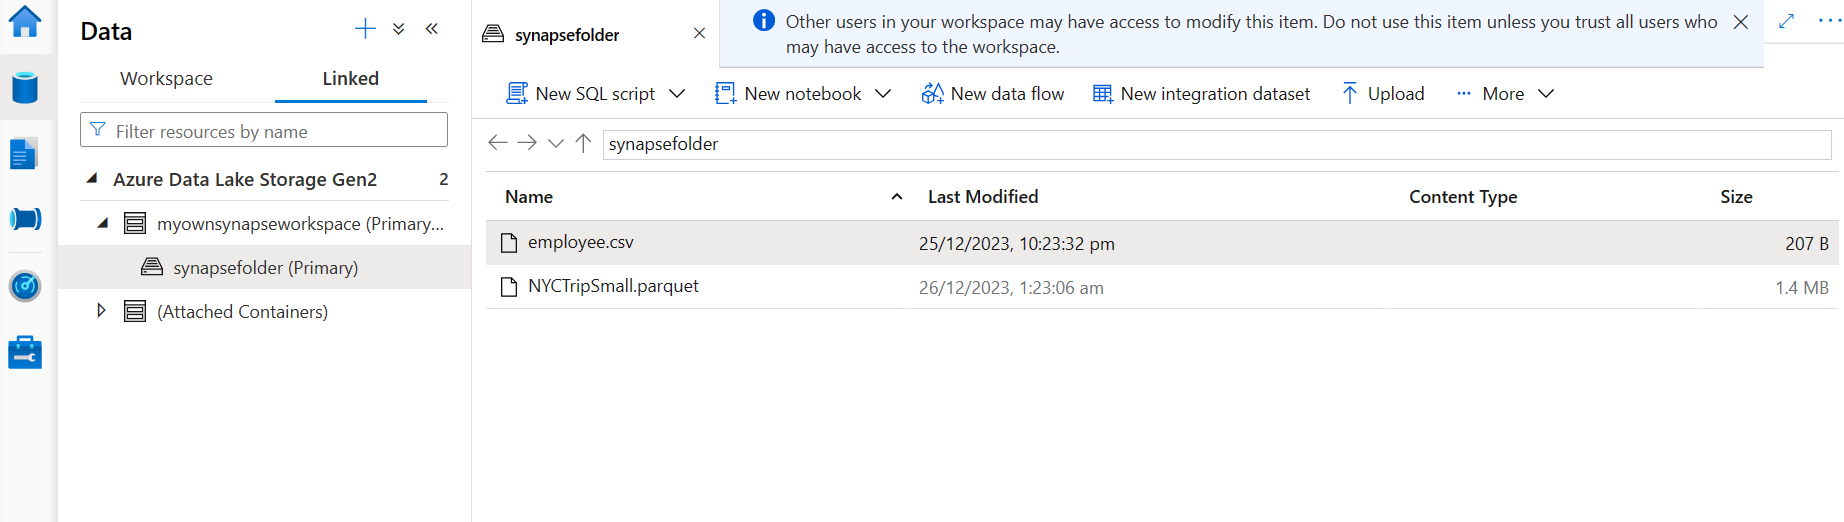 Data
Workspace Linked
Filter resources by name
Azure Data Lake Storage Gen2 2
myownsynapseworkspace (Primary...
synapsefolder (Primary)
(Attached Containers)
synapsefolder
Other users in your workspace may have access to modify this item. Do not use this item unless you trust all users who
may have access to the workspace.
New SQL script New notebook New data flow New integration dataset Upload More
synapsefolder
Name Last Modified Content Type Size
employee.csv 25/12/2023, 10:23:32 pm 207 B
NYCTripSmall.parquet 26/12/2023, 1:23:06 am 1.4 MB